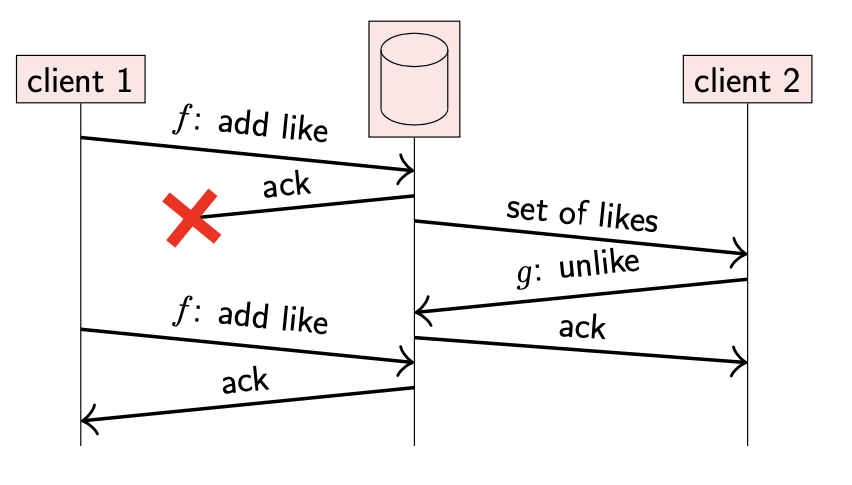 client 1
client 2
f: add like
ack
set of likes
g: unlike
f: add like
ack
ack